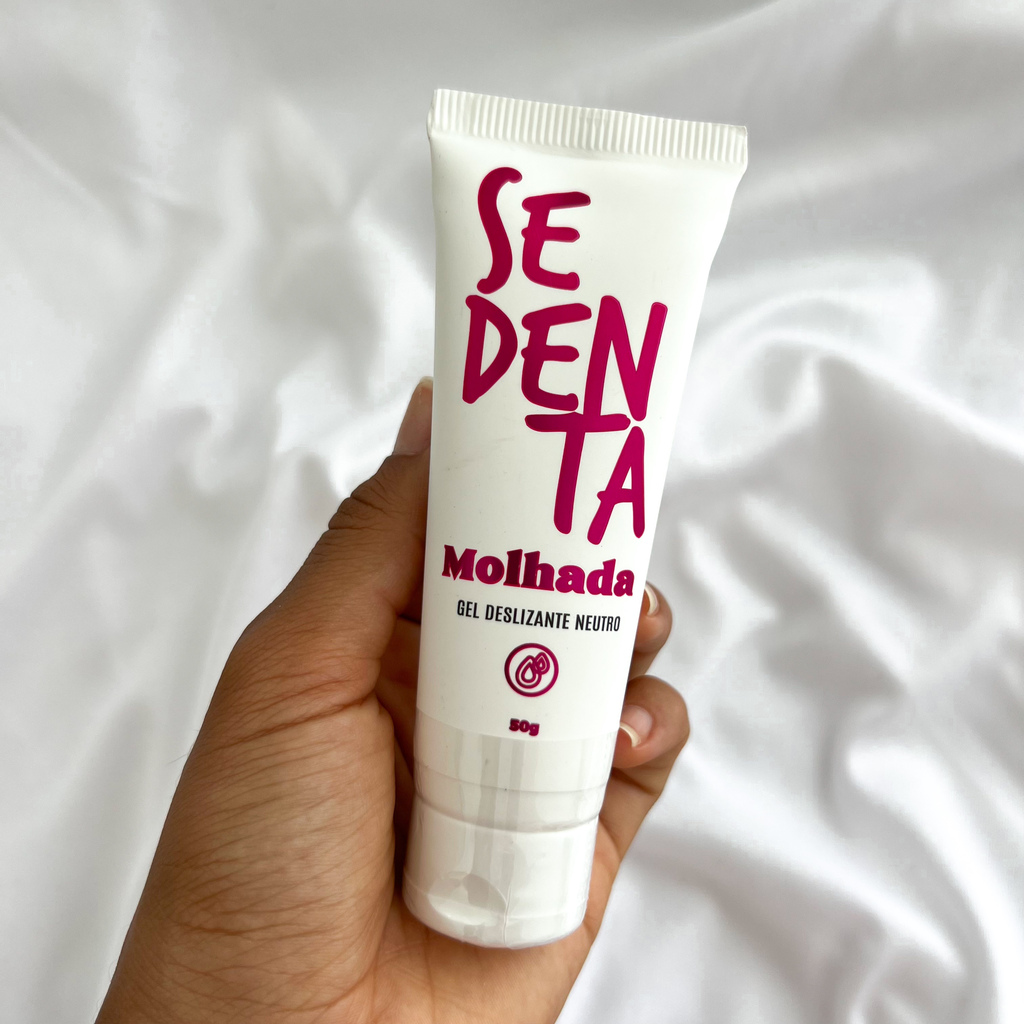 SE
DEN
TA
Molhada
GEL DESLIZANTE NEUTRO
50g